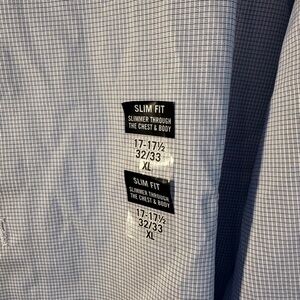 SLIM FIT
SLIMMER THROUGH
THE CHEST & BODY
17-17½
32/33
XL
SLIM FIT
SLIMMER THROUGH
THE CHEST & BODY
17-17½
32/33
XL